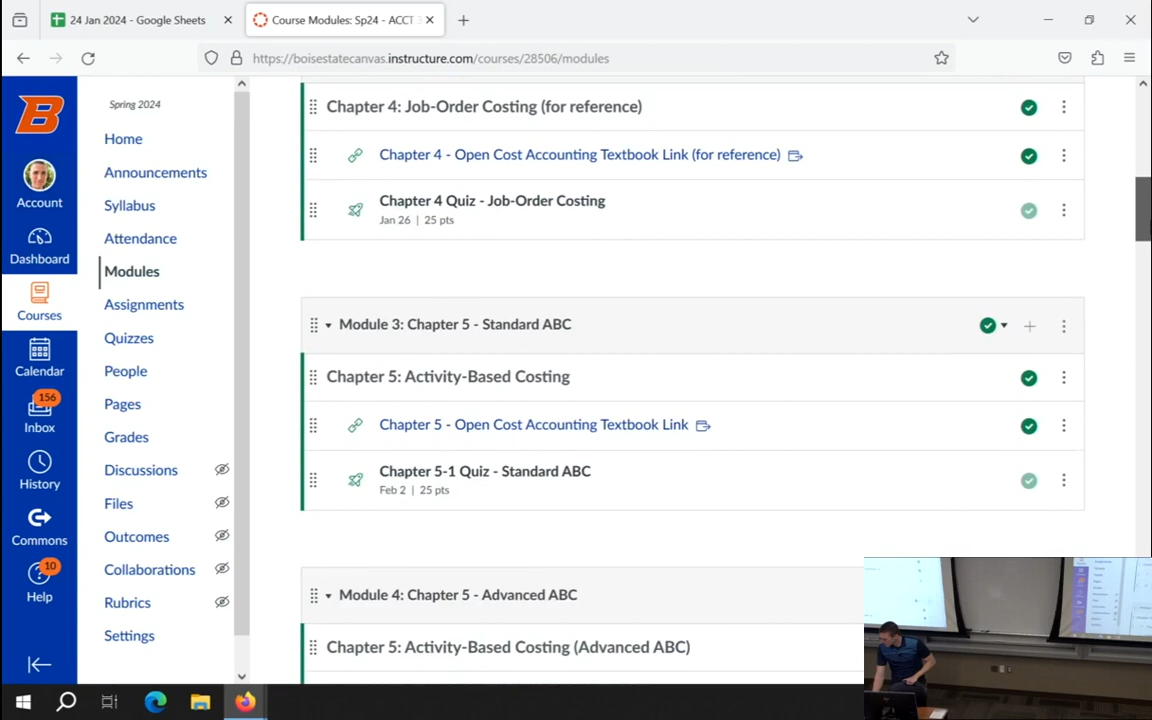 24 Jan 2024 - Google Sheets
Course Modules: Sp24 - ACCT 3
https://boisestatecanvas.instructure.com/courses/28506/modules
B
Account
Dashboard
Courses
Calendar
156
Inbox
History
Commons
10
Help
Spring 2024
Home
Announcements
Syllabus
Attendance
Modules
Assignments
Quizzes
People
Pages
Grades
Discussions
Files
Outcomes
Collaborations
Rubrics
Settings
Chapter 4: Job-Order Costing (for reference)
Chapter 4 - Open Cost Accounting Textbook Link (for reference)
Chapter 4 Quiz - Job-Order Costing
Jan 26 | 25 pts
Module 3: Chapter 5 - Standard ABC
Chapter 5: Activity-Based Costing
Chapter 5 - Open Cost Accounting Textbook Link
Chapter 5-1 Quiz - Standard ABC
Feb 2 | 25 pts
Module 4: Chapter 5 - Advanced ABC
Chapter 5: Activity-Based Costing (Advanced ABC)